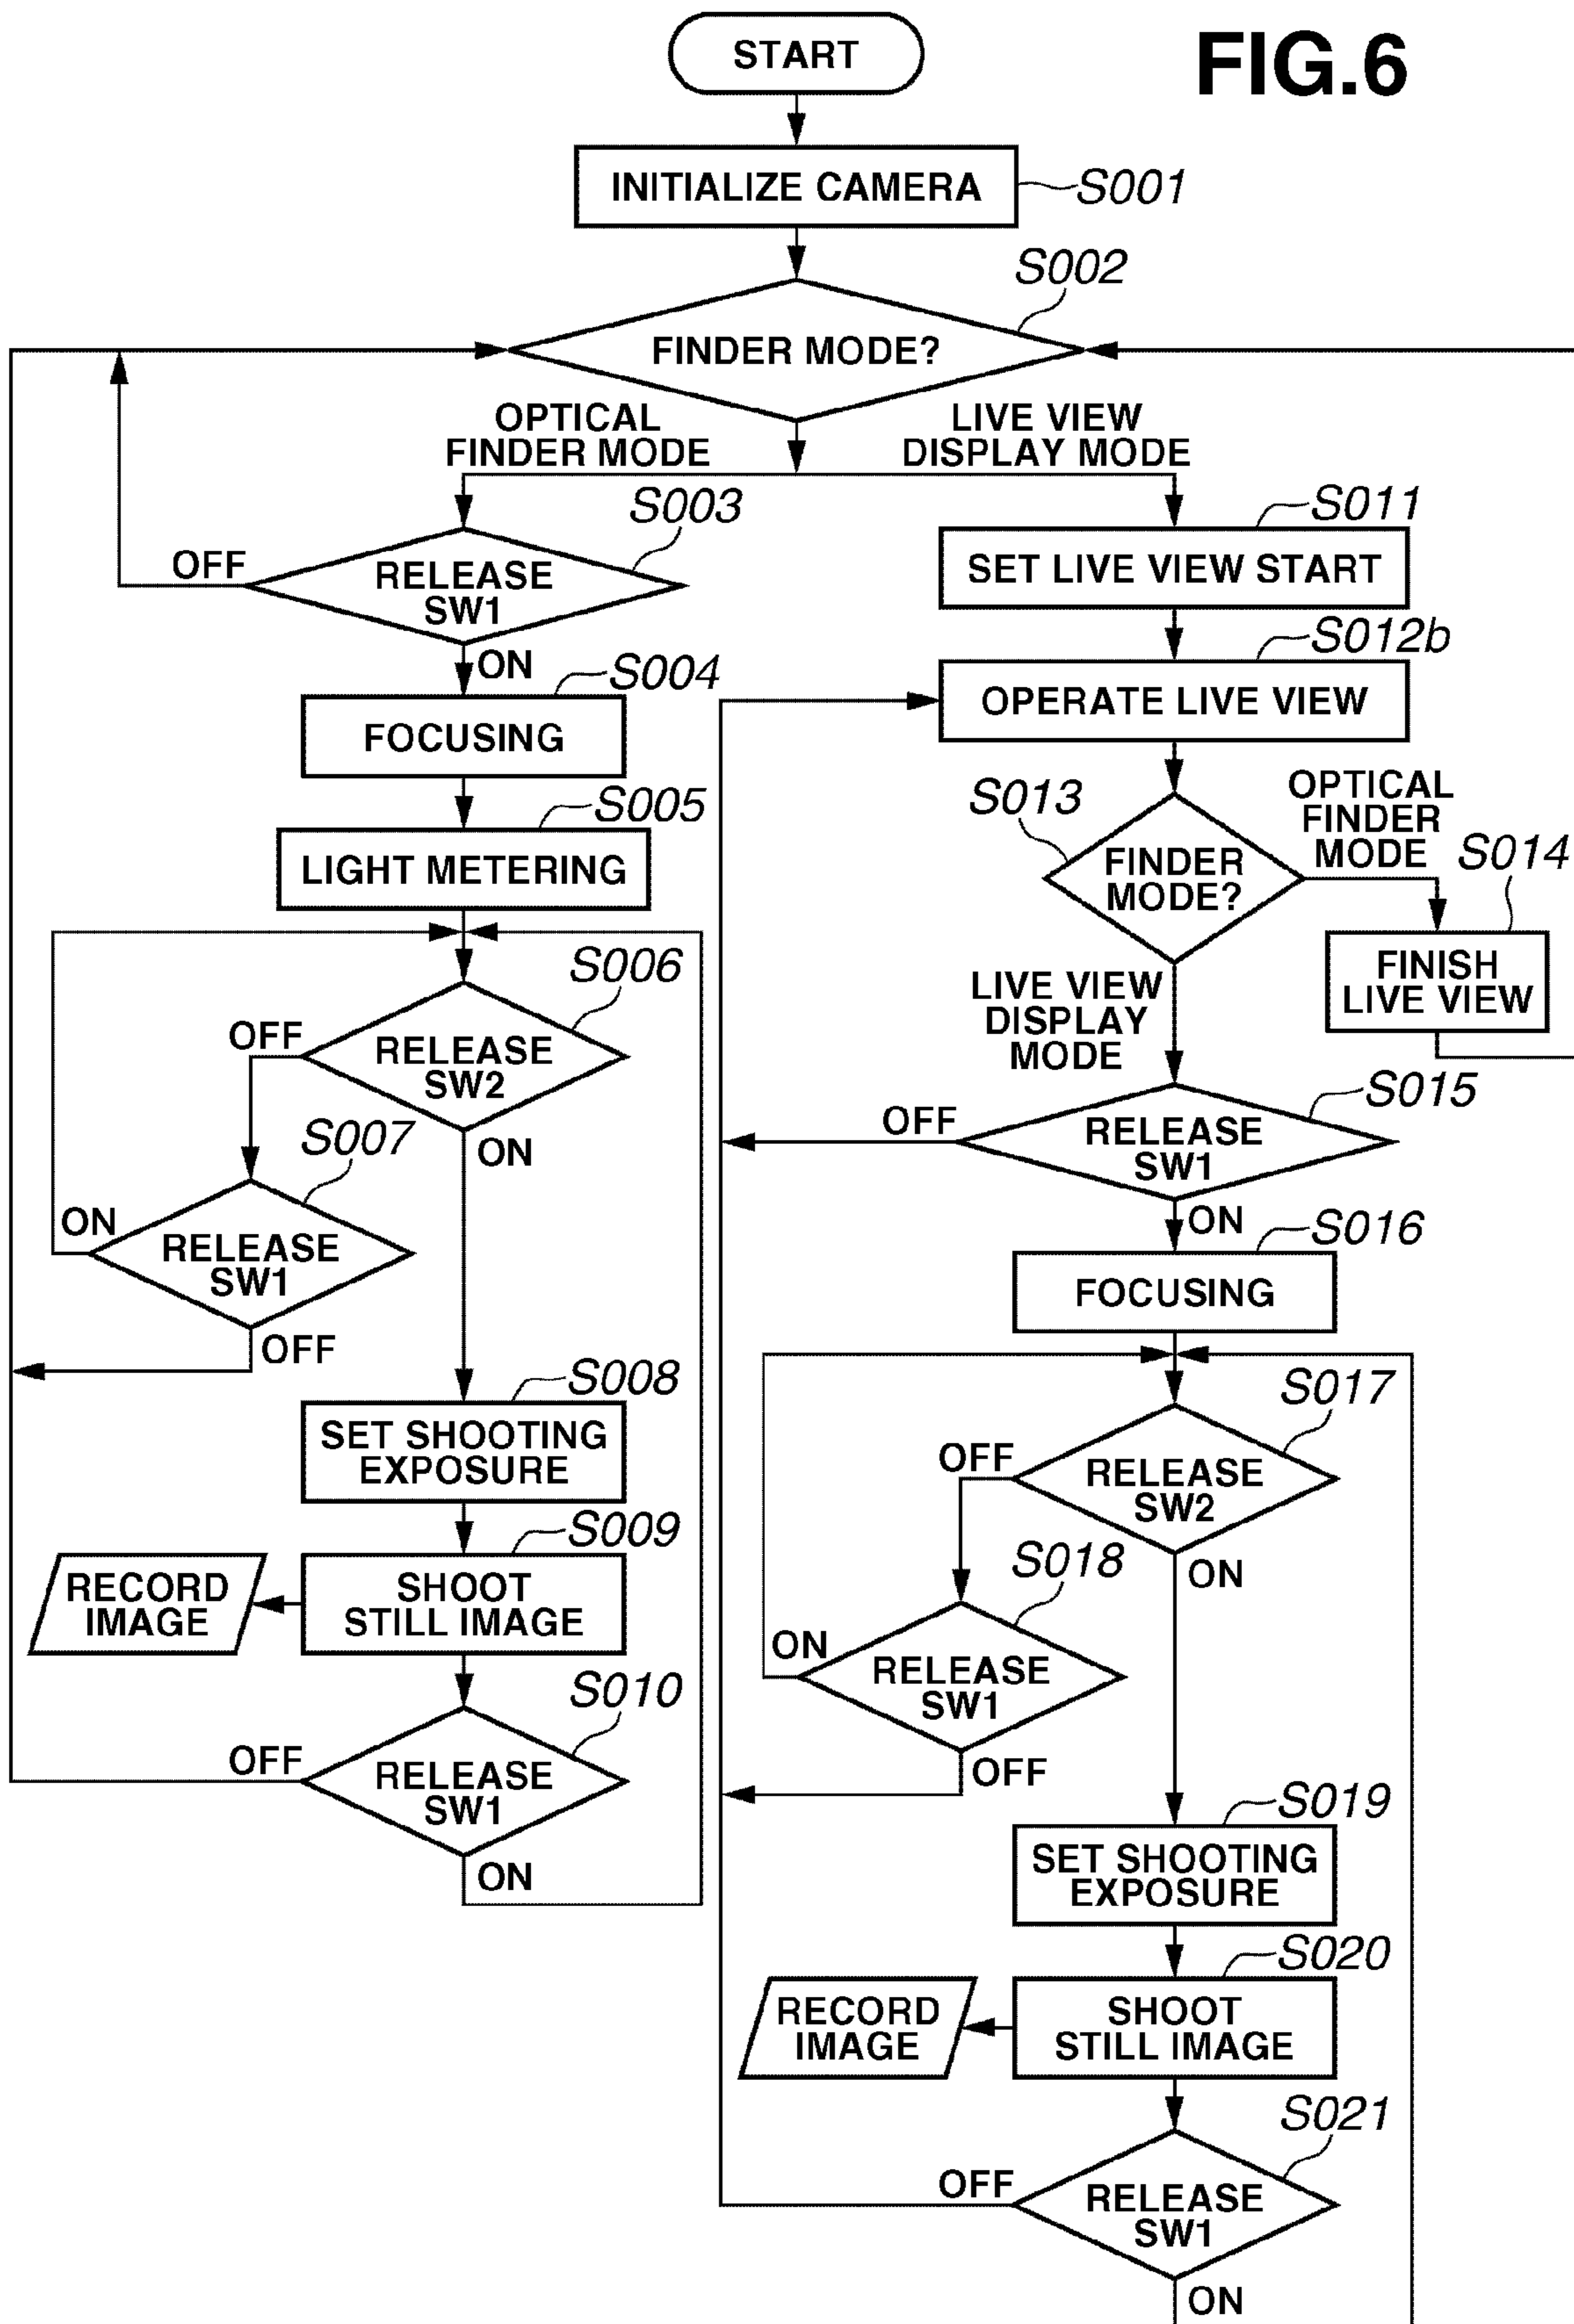 FIG.6
START
INITIALIZE CAMERA
S001
S002
FINDER MODE?
OPTICAL
FINDER MODE
LIVE VIEW
DISPLAY MODE
S003
OFF
RELEASE
SW1
ON
S004
FOCUSING
S005
LIGHT METERING
S006
OFF
RELEASE
SW2
ON
S007
ON
RELEASE
SW1
OFF
S008
SET SHOOTING
EXPOSURE
S009
RECORD
IMAGE
SHOOT
STILL IMAGE
S010
OFF
RELEASE
SW1
ON
S011
SET LIVE VIEW START
S012b
OPERATE LIVE VIEW
S013
FINDER
MODE?
OPTICAL
FINDER
MODE
S014
FINISH
LIVE VIEW
LIVE VIEW
DISPLAY
MODE
S015
OFF
RELEASE
SW1
ON
S016
FOCUSING
S017
OFF
RELEASE
SW2
ON
S018
ON
RELEASE
SW1
OFF
S019
SET SHOOTING
EXPOSURE
S020
RECORD
IMAGE
SHOOT
STILL IMAGE
S021
OFF
RELEASE
SW1
ON